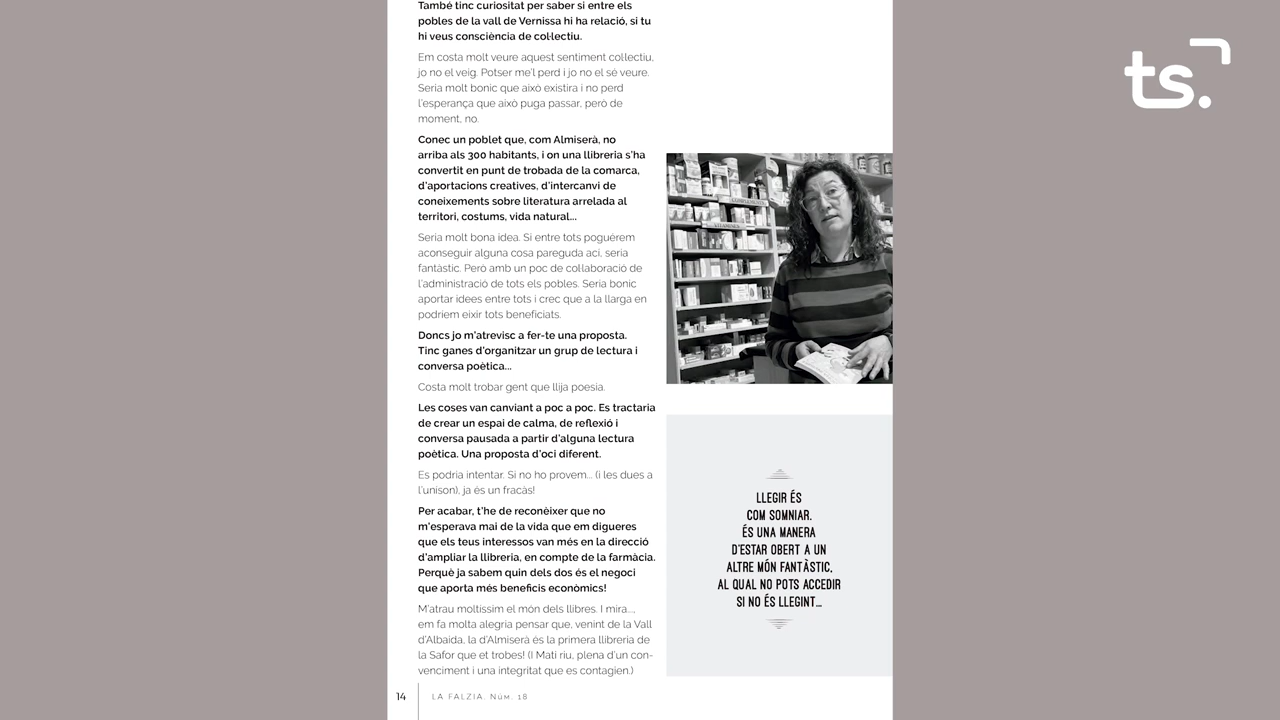 També tinc curiositat per saber si entre els
pobles de la vall de Vernissa hi ha relació, si tu
hi veus consciència de col·lectiu.
Em costa molt veure aquest sentiment col·lectiu,
jo no el veig. Potser me'l perd i jo no el sé veure.
Seria molt bonic que això existira i no perd
l'esperança que això puga passar, però de
moment, no.
Conec un poblet que, com Almiserà, no
arriba als 300 habitants, i on una llibreria s'ha
convertit en punt de trobada de la comarca,
d'aportacions creatives, d'intercanvi de
coneixements sobre literatura arrelada al
territori, costums, vida natural...
Seria molt bona idea. Si entre tots poguérem
aconseguir alguna cosa pareguda ací, seria
fantàstic. Però amb un poc de col·laboració de
l'administració de tots els pobles. Seria bonic
aportar idees entre tots i crec que a la llarga en
podríem eixir tots beneficiats.
Doncs jo m'atrevisc a fer-te una proposta.
Tinc ganes d'organitzar un grup de lectura i
conversa poètica...
Costa molt trobar gent que llija poesia.
Les coses van canviant a poc a poc. Es tractaria
de crear un espai de calma, de reflexió i
conversa pausada a partir d'alguna lectura
poètica. Una proposta d'oci diferent.
Es podria intentar. Si no ho provem... (i les dues a
l'uníson), ja és un fracàs!
Per acabar, t'he de reconèixer que no
m'esperava mai de la vida que em digueres
que els teus interessos van més en la direcció
d'ampliar la llibreria, en compte de la farmàcia.
Perquè ja sabem quin dels dos és el negoci
que aporta més beneficis econòmics!
M'atrau moltíssim el món dels llibres. I mira...,
em fa molta alegria pensar que, venint de la Vall
d'Albaida, la d'Almiserà és la primera llibreria de
la Safor que et trobes! (I Mati riu, plena d'un con-
venciment i una integritat que es contagien.)
14
LA FALZIA. Núm. 18
COMPLEMENTS
VITAMINES
LLEGIR ÉS
COM SOMNIAR.
ÉS UNA MANERA
D'ESTAR OBERT A UN
ALTRE MÓN FANTÀSTIC,
AL QUAL NO POTS ACCEDIR
SI NO ÉS LLEGINT...
ts.